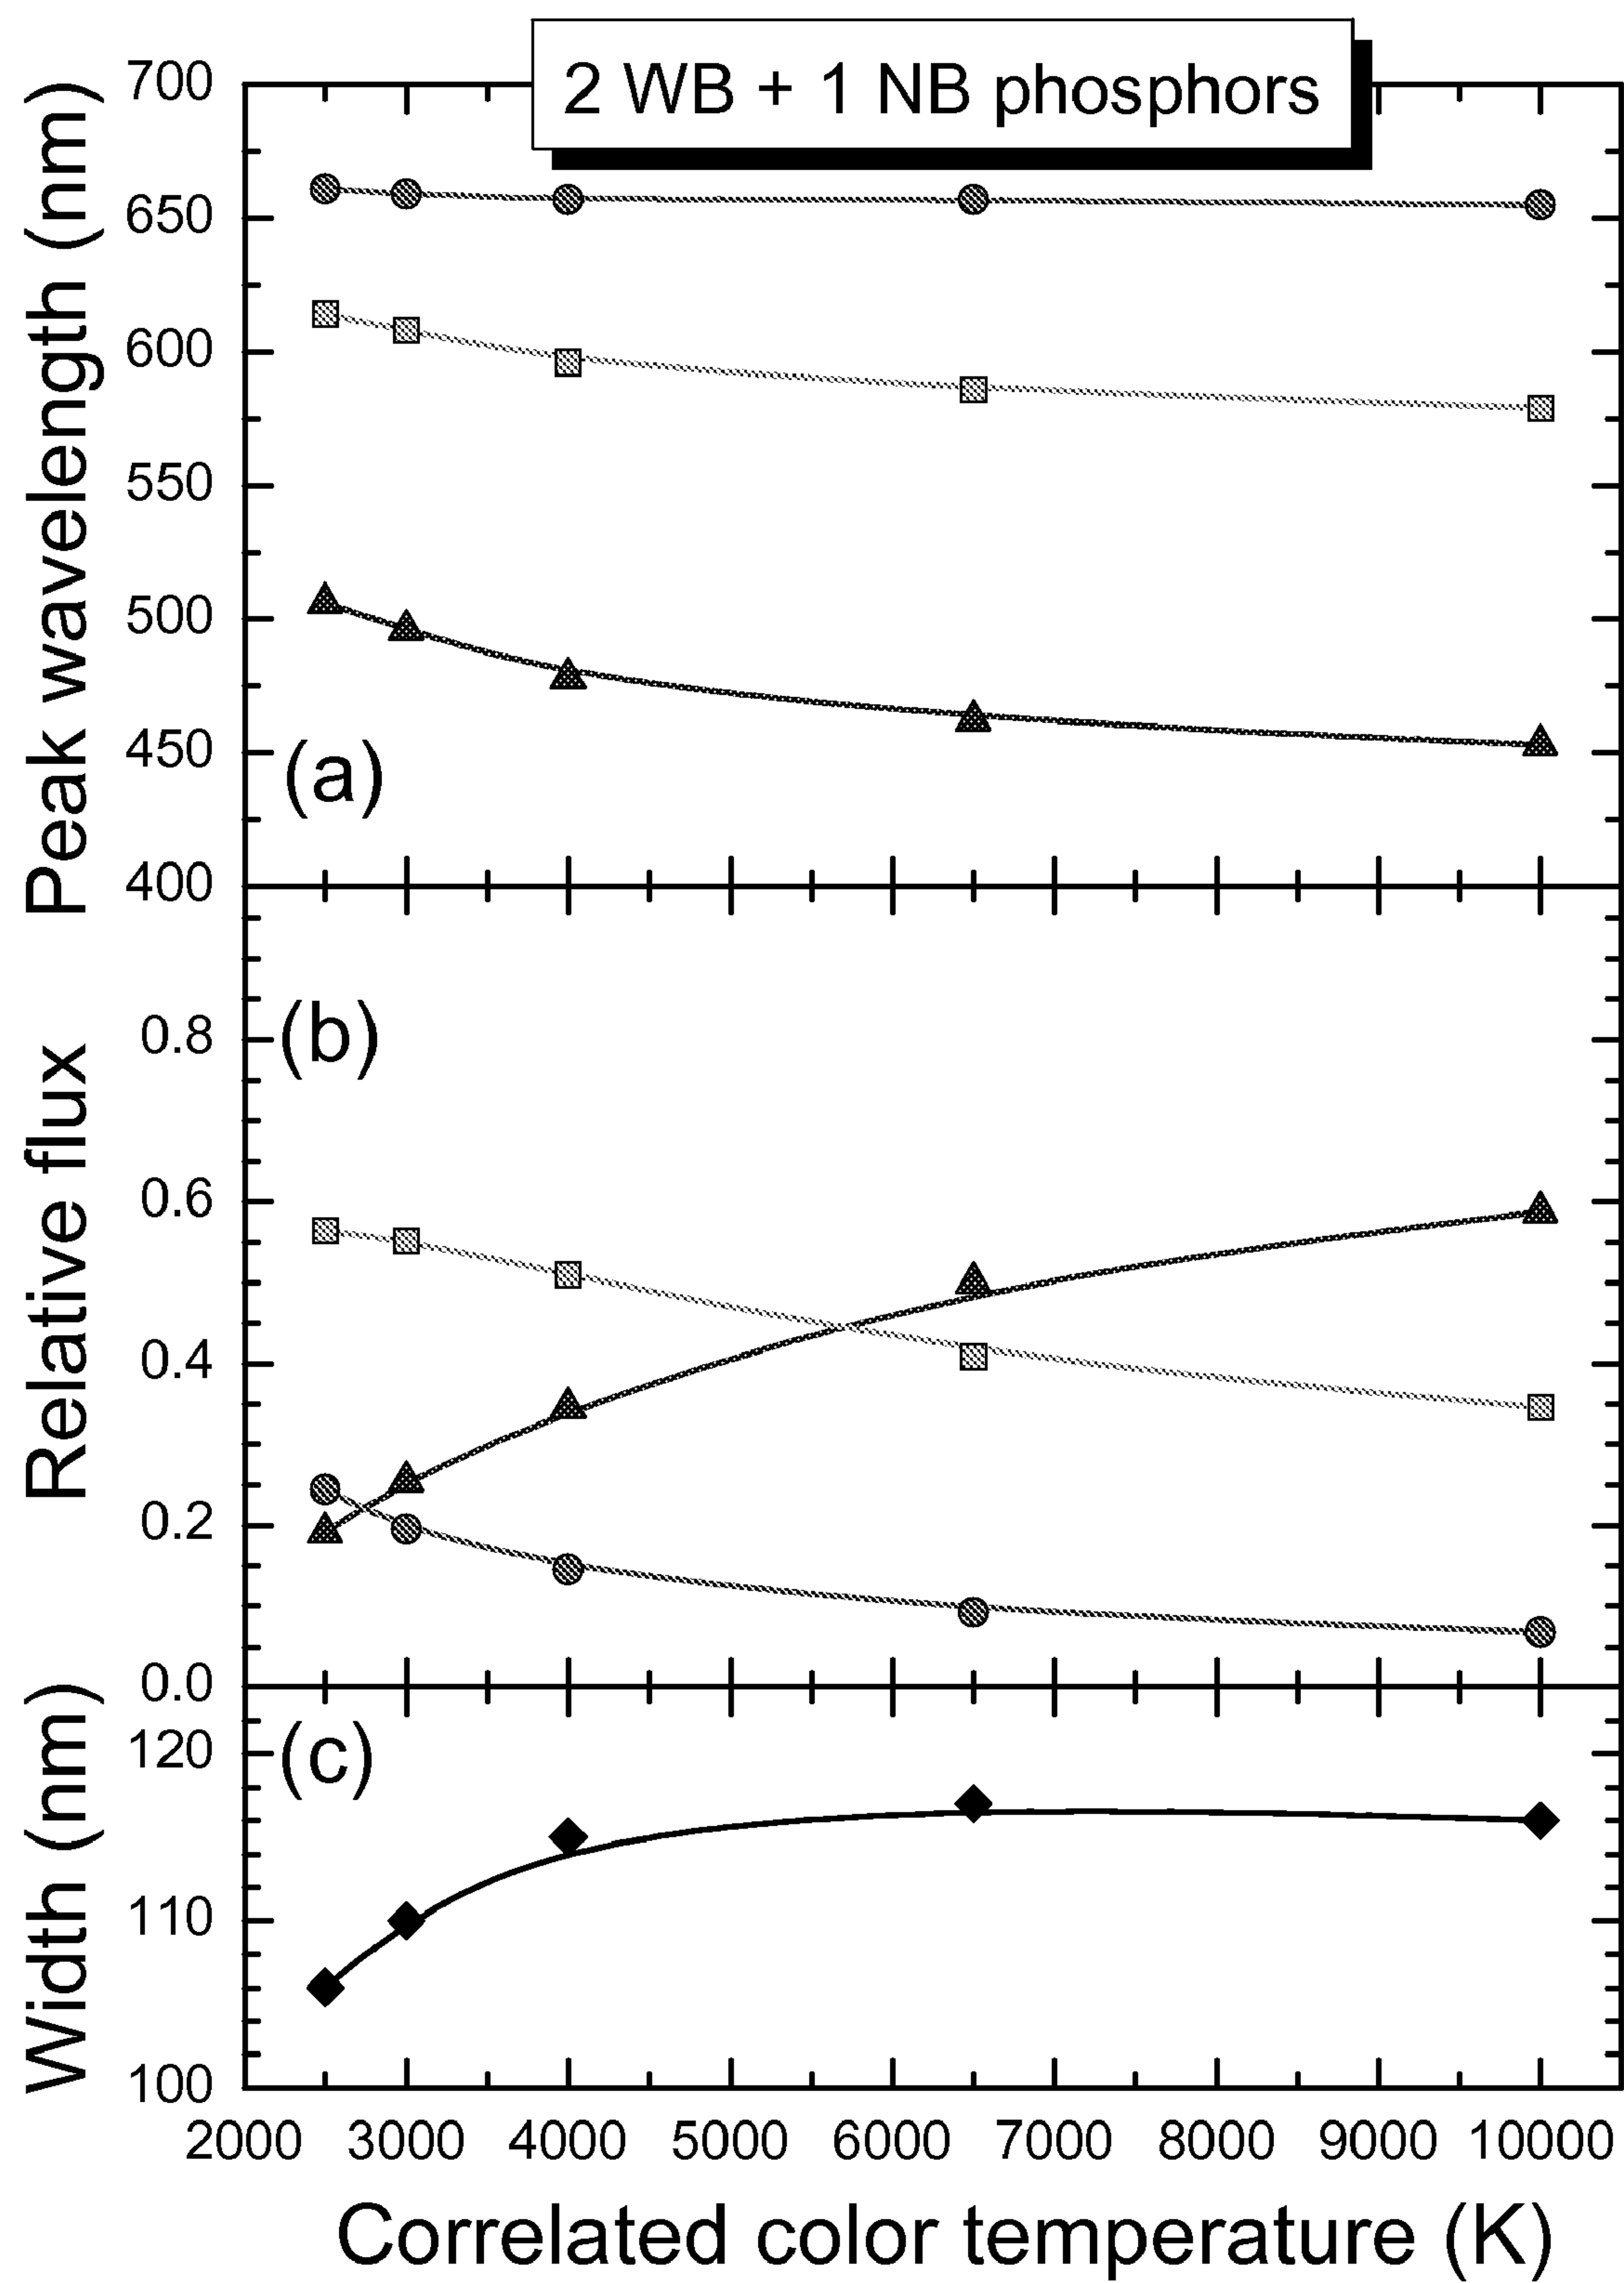 2 WB + 1 NB phosphors
Peak wavelength (nm)
700
650
600
550
500
450
400
(a)
Relative flux
0.8
0.6
0.4
0.2
0.0
(b)
Width (nm)
120
110
100
(c)
2000 3000 4000 5000 6000 7000 8000 9000 10000
Correlated color temperature (K)